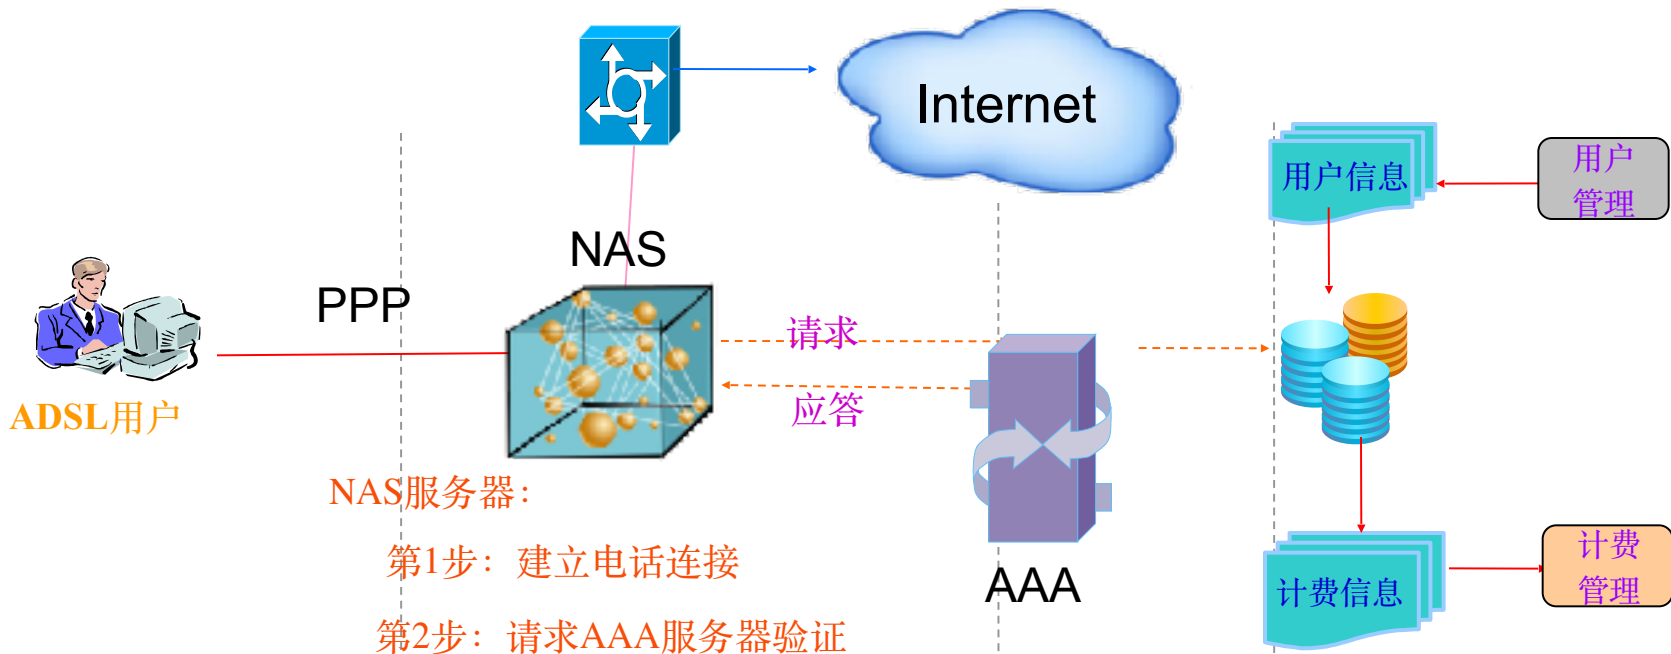 Internet
用户信息
用户
管理
NAS
PPP
请求
应答
ADSL用户
NAS服务器：
第1步：建立电话连接
第2步：请求AAA服务器验证
AAA
计费信息
计费
管理